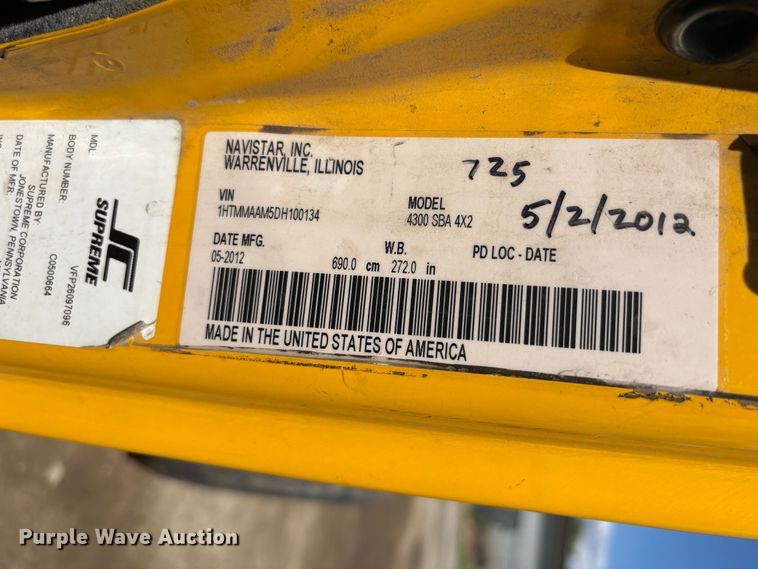 NAVISTAR, INC.
WARRENVILLE, ILLINOIS
725
VIN
1HTMMAAM5DH100134
MODEL
4300 SBA 4X2
5/2/2012
DATE MFG.
05-2012
W.B.
690.0 cm 272.0 in
PD LOC - DATE
MADE IN THE UNITED STATES OF AMERICA
SUPREME
MDL:
VFP26097096
BODY NUMBER:
C0500664
MANUFACTURED BY:
SUPREME CORPORATION
JONESTOWN, PENNSYLVANIA
DATE OF MFR:
Purple Wave Auction